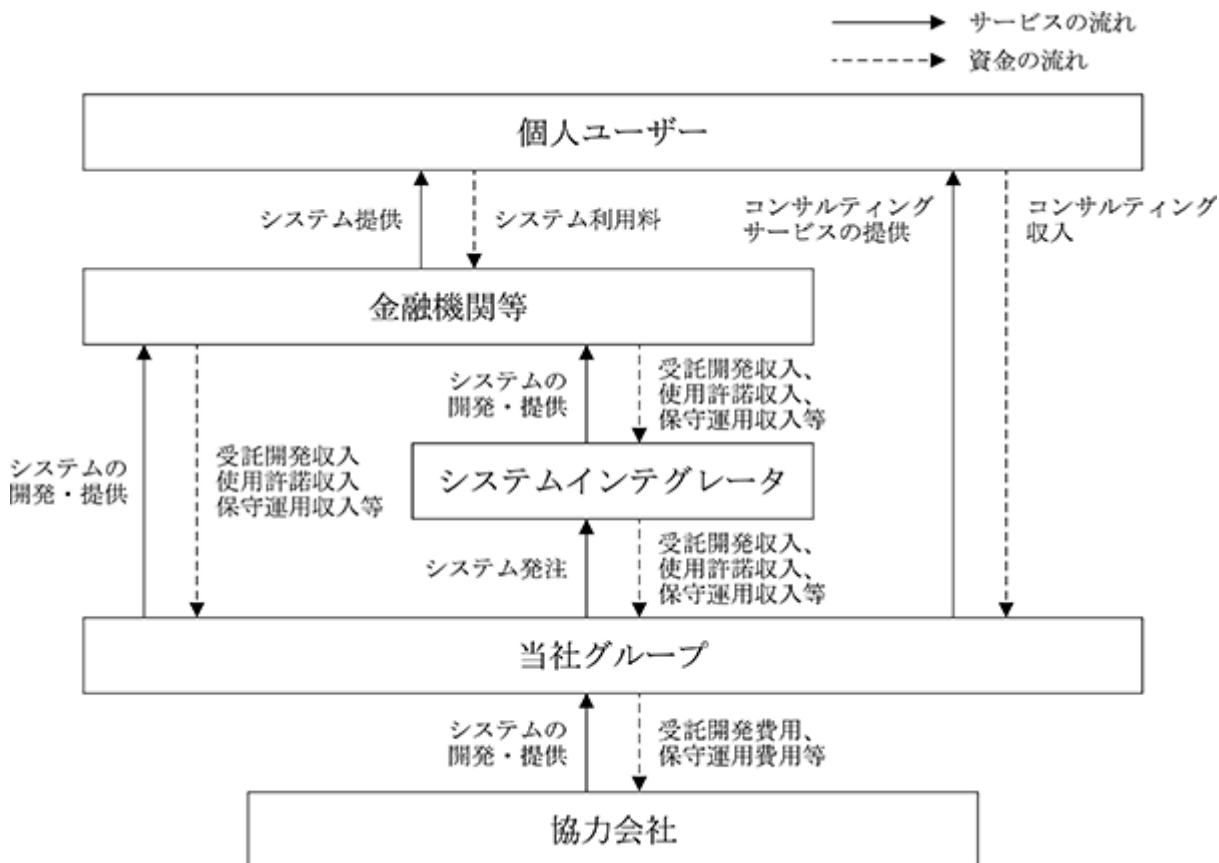 サービスの流れ
資金の流れ
個人ユーザー
システム提供
システム利用料
コンサルティング
サービスの提供
コンサルティング
収入
金融機関等
システムの
開発・提供
受託開発収入
使用許諾収入
保守運用収入等
システムの
開発・提供
受託開発収入、
使用許諾収入、
保守運用収入等
システムインテグレータ
システム発注
受託開発収入、
使用許諾収入、
保守運用収入等
当社グループ
システムの
開発・提供
受託開発費用、
保守運用費用等
協力会社